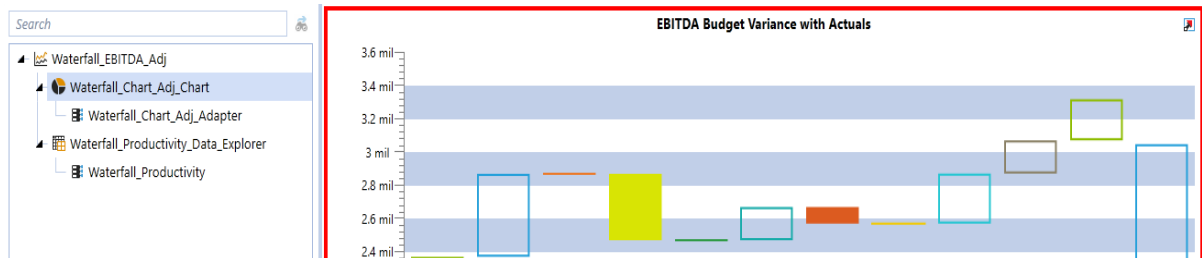 Search
Waterfall_EBITDA_Adj
Waterfall_Chart_Adj_Chart
Waterfall_Chart_Adj_Adapter
Waterfall_Productivity_Data_Explorer
Waterfall_Productivity
EBITDA Budget Variance with Actuals
3.6 mil
3.4 mil
3.2 mil
3 mil
2.8 mil
2.6 mil
2.4 mil